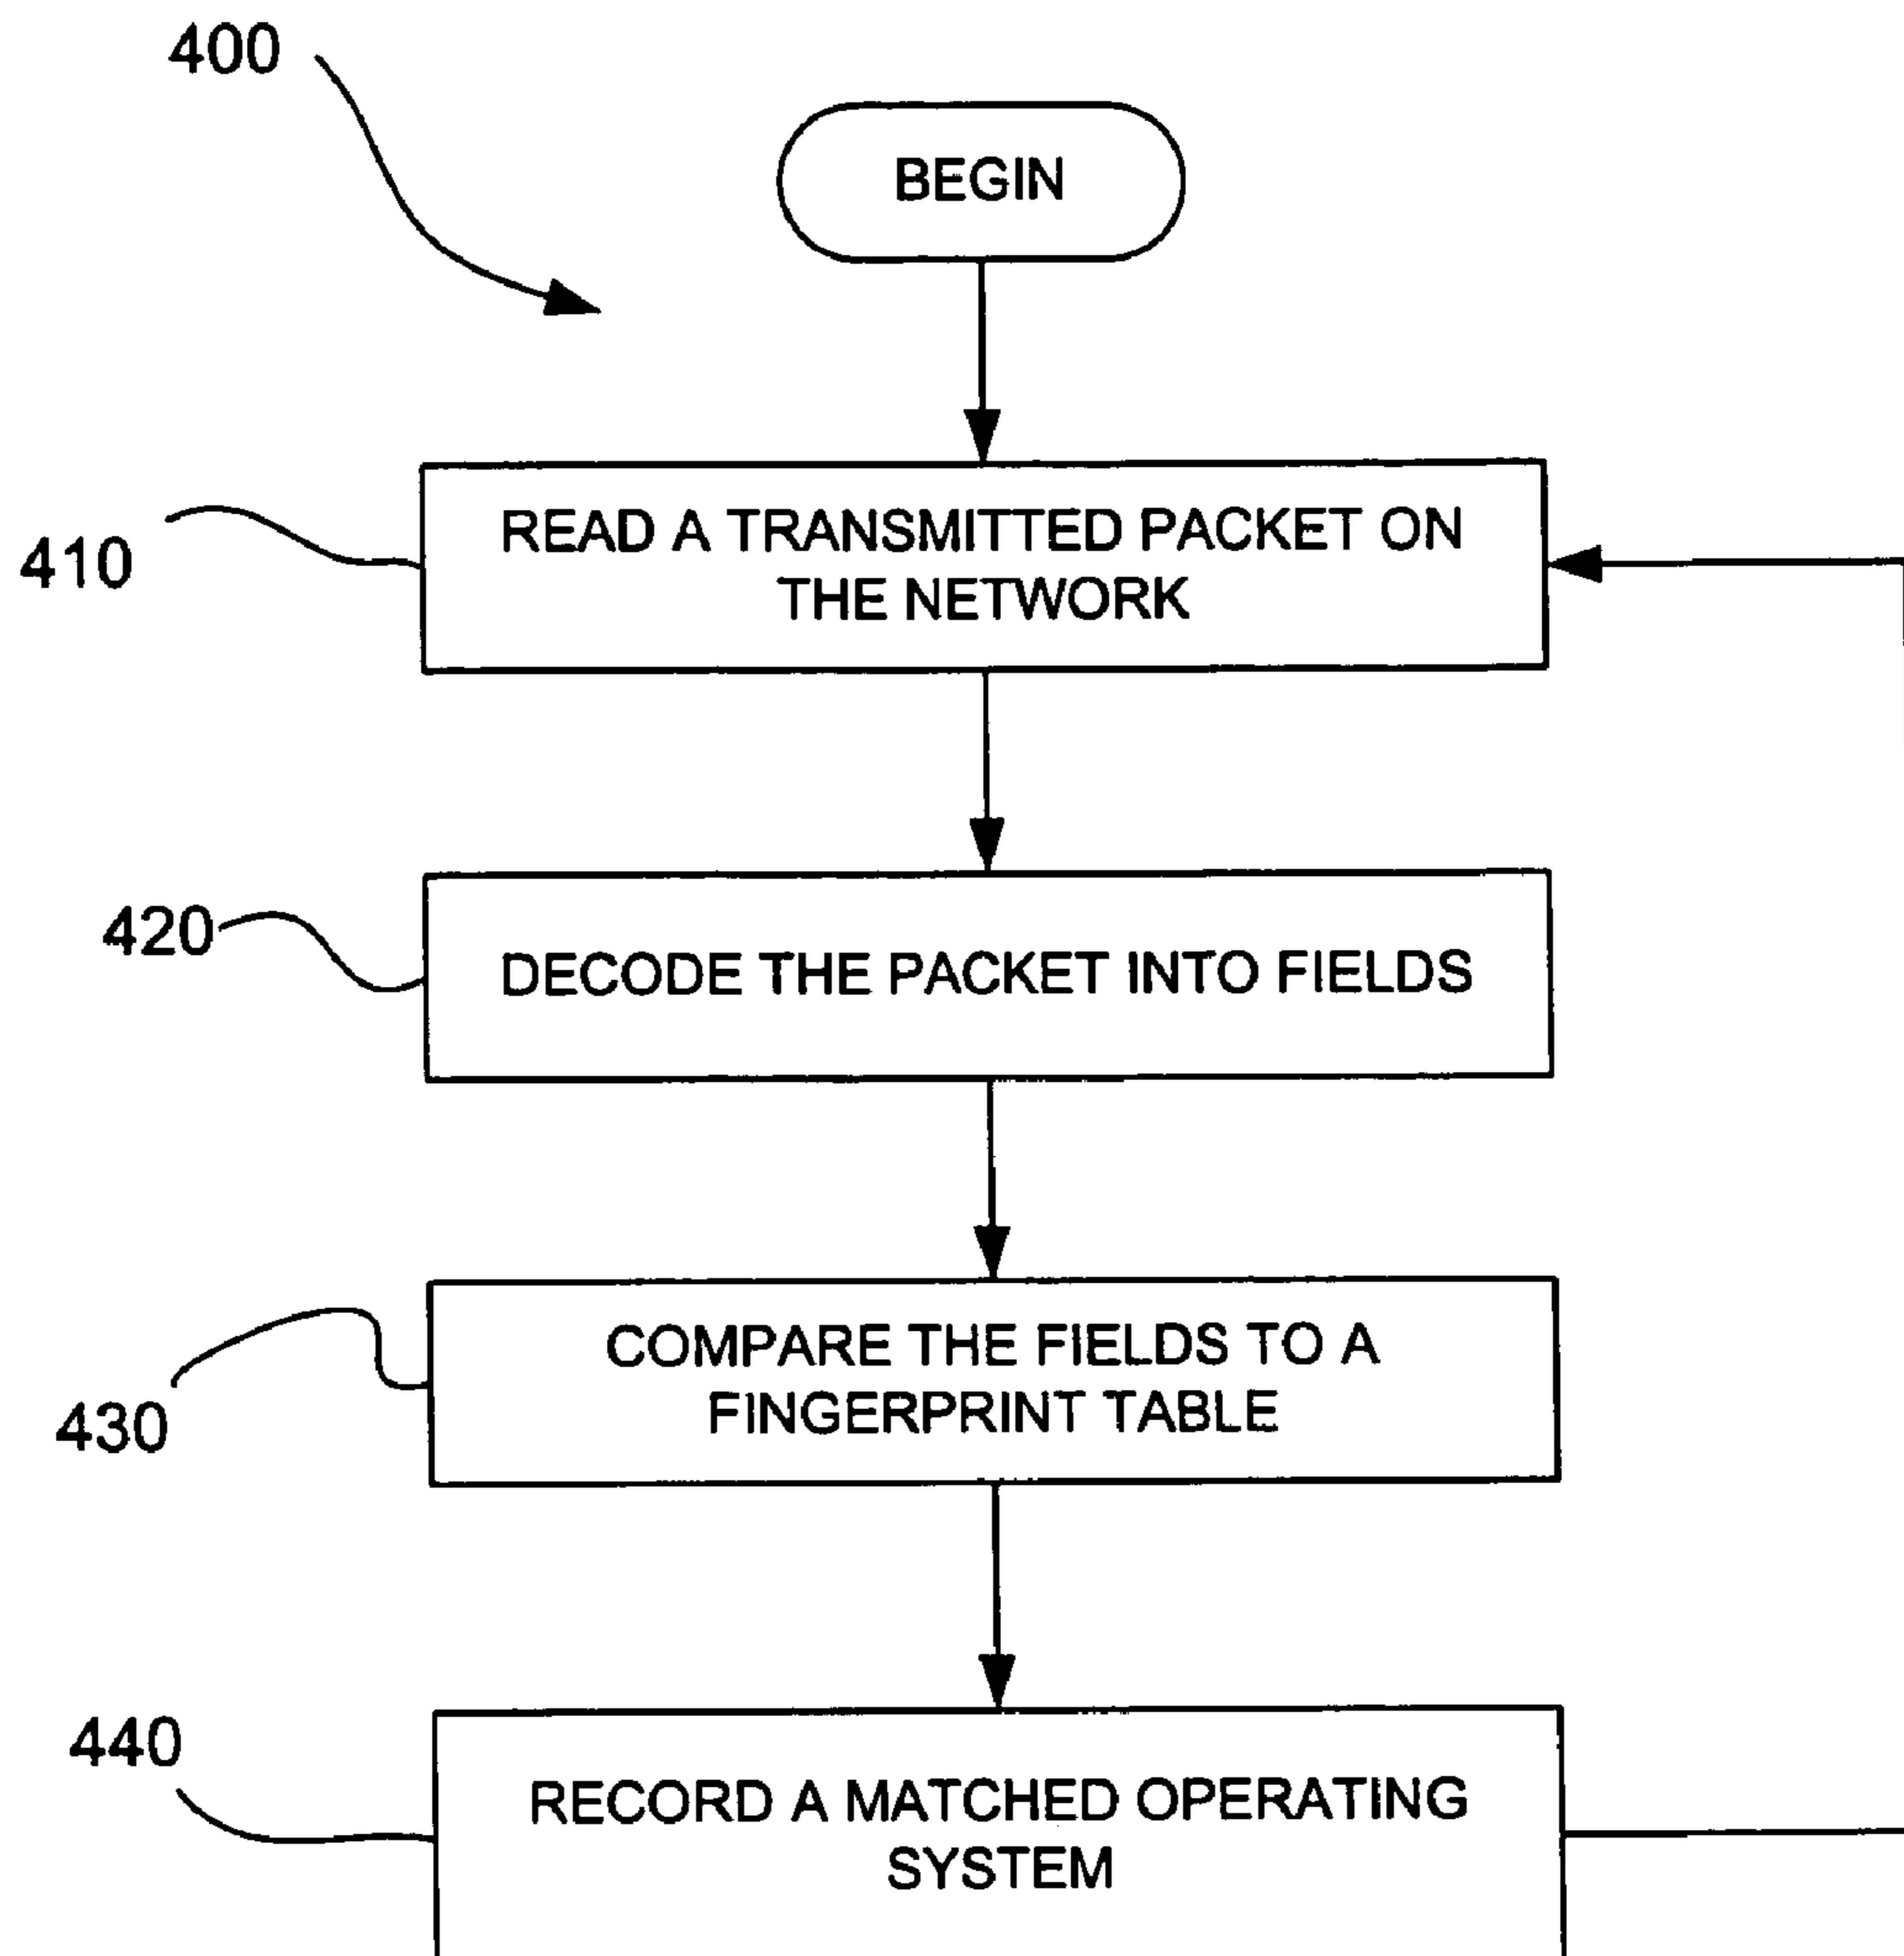 400
BEGIN
410
READ A TRANSMITTED PACKET ON
THE NETWORK
420
DECODE THE PACKET INTO FIELDS
430
COMPARE THE FIELDS TO A
FINGERPRINT TABLE
440
RECORD A MATCHED OPERATING
SYSTEM